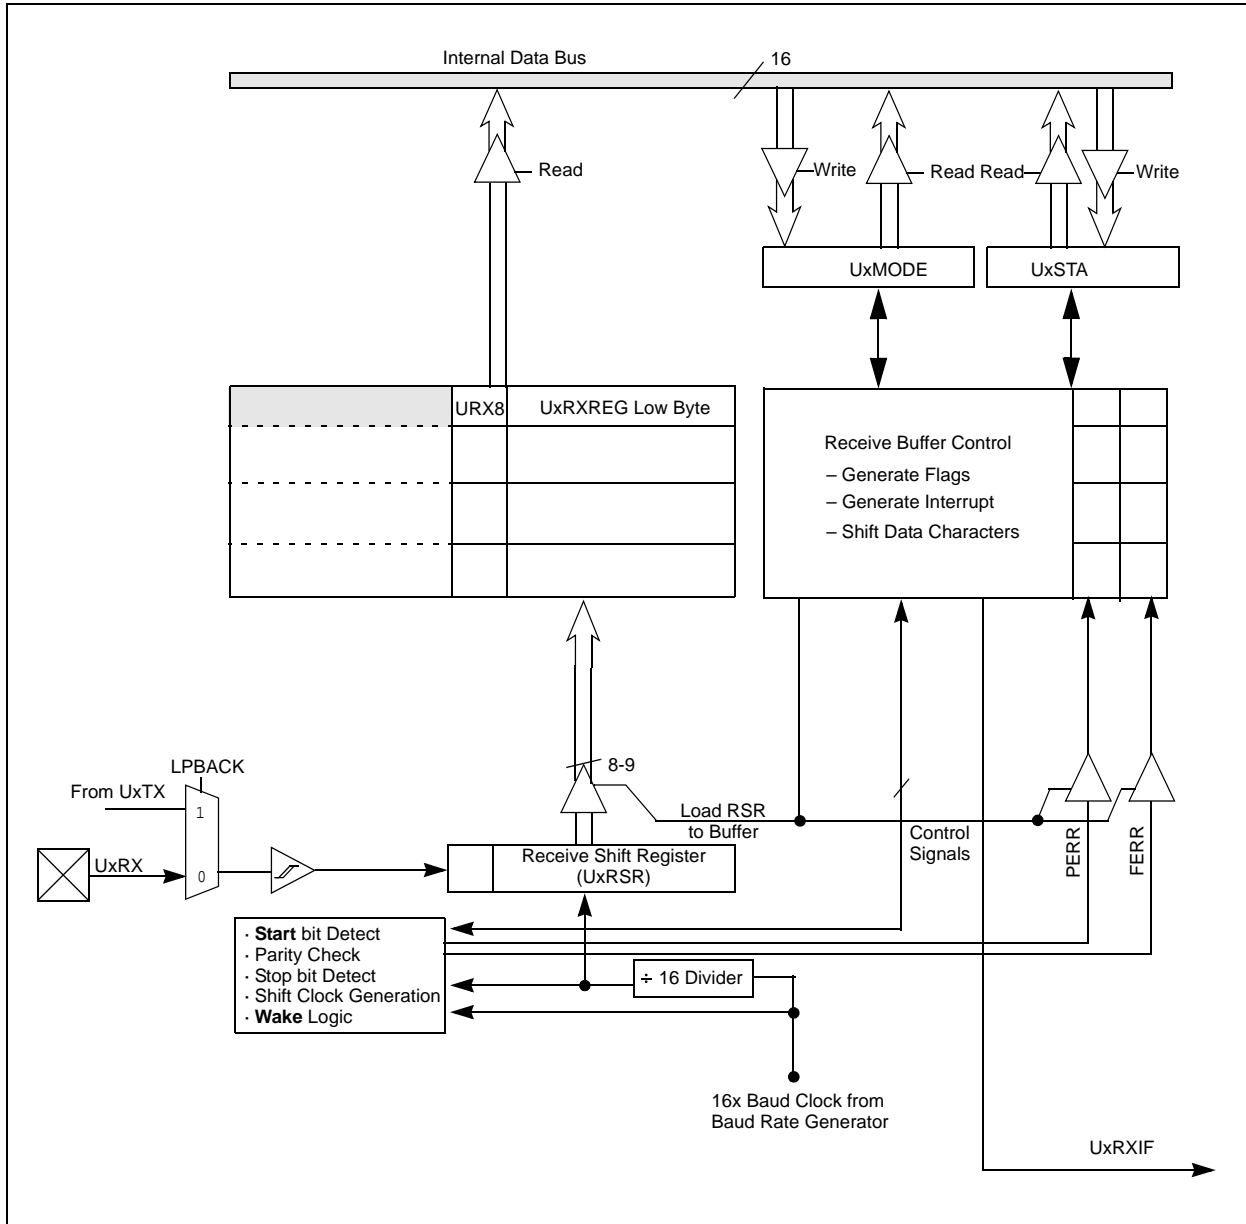 Internal Data Bus
16
Read
Write
Read Read
Write
UxMODE
UxSTA
URX8
UxRXREG Low Byte
Receive Buffer Control
– Generate Flags
– Generate Interrupt
– Shift Data Characters
LPBACK
From UxTX
1
UxRX
0
8-9
Load RSR
to Buffer
Control
Signals
PERR
FERR
Receive Shift Register
(UxRSR)
· Start bit Detect
· Parity Check
· Stop bit Detect
· Shift Clock Generation
· Wake Logic
÷ 16 Divider
16x Baud Clock from
Baud Rate Generator
UxRXIF